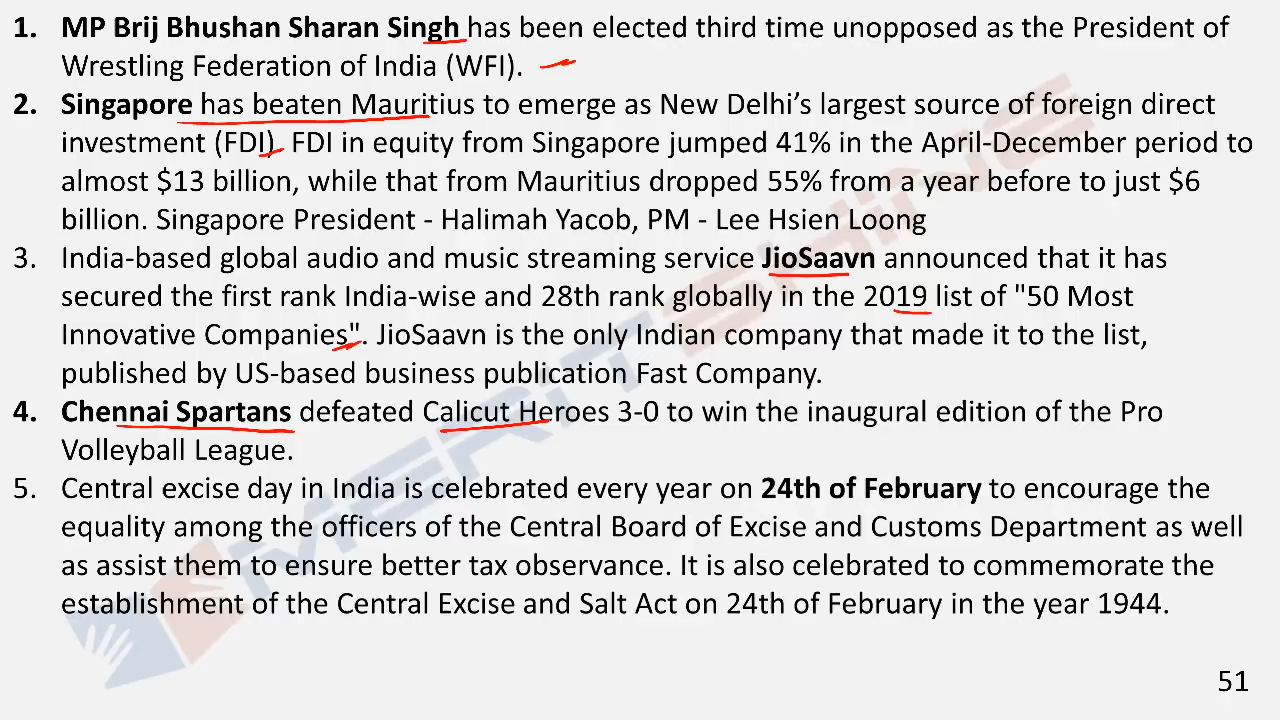 1. MP Brij Bhushan Sharan Singh has been elected third time unopposed as the President of
Wrestling Federation of India (WFI).
2. Singapore has beaten Mauritius to emerge as New Delhi’s largest source of foreign direct
investment (FDI). FDI in equity from Singapore jumped 41% in the April-December period to
almost $13 billion, while that from Mauritius dropped 55% from a year before to just $6
billion. Singapore President - Halimah Yacob, PM - Lee Hsien Loong
3. India-based global audio and music streaming service JioSaavn announced that it has
secured the first rank India-wise and 28th rank globally in the 2019 list of "50 Most
Innovative Companies". JioSaavn is the only Indian company that made it to the list,
published by US-based business publication Fast Company.
4. Chennai Spartans defeated Calicut Heroes 3-0 to win the inaugural edition of the Pro
Volleyball League.
5. Central excise day in India is celebrated every year on 24th of February to encourage the
equality among the officers of the Central Board of Excise and Customs Department as well
as assist them to ensure better tax observance. It is also celebrated to commemorate the
establishment of the Central Excise and Salt Act on 24th of February in the year 1944.
MERIT SHINE
51